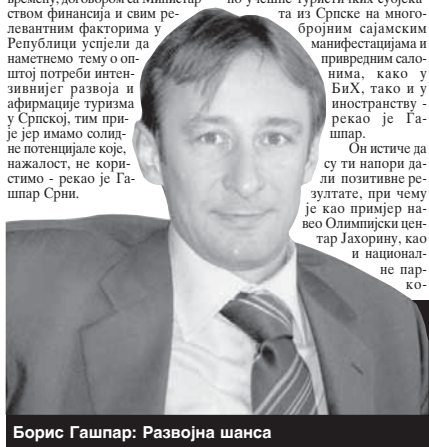 времену, договором са Министар-
ством финансија и свим ре-
левантним факторима у
Републици успјели да
наметнемо тему о оп-
штој потреби интен-
зивнијег развоја и
афирмације туризма
у Српској, тим при-
је јер имамо солид-
не потенцијале које,
нажалост, не кори-
стимо - рекао је Га-
шпар Срни.
та из Српске на много-
бројним сајамским
манифестацијама и
привредним сало-
нима, како у
БиХ, тако и у
иностранству -
рекао је Га-
шпар.
Он истиче да
су ти напори да-
ли позитивне ре-
зултате, при чему
је као примјер на-
вео Олимпијски цен-
тар Јахорину, као
и национал-
не пар-
ко-
Борис Гашпар: Развојна шанса